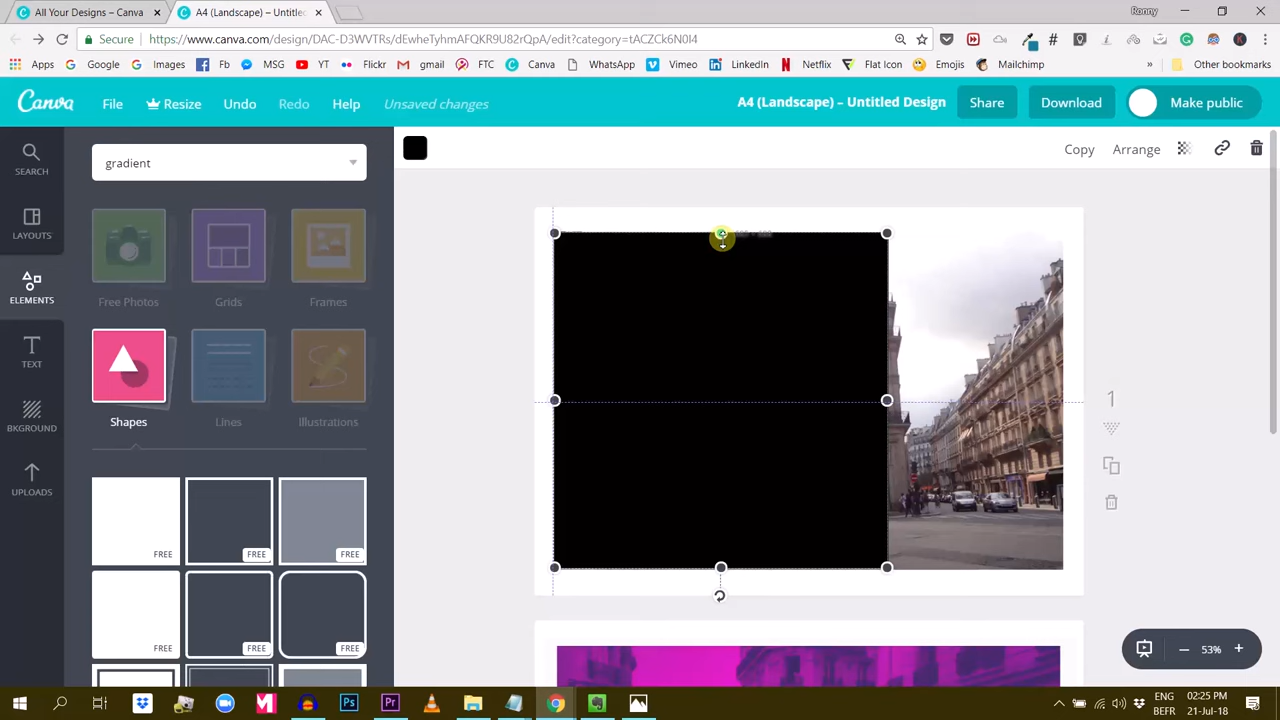 All Your Designs – Canva
A4 (Landscape) – Untitled
Ronny
Secure
https://www.canva.com/design/DAC-D3WVTRs/dEwheTyhmAFQKR9U82rQpA/edit?category=tACZCk6N0I4
Apps
Google
Images
Fb
MSG
YT
Flickr
gmail
FTC
Canva
WhatsApp
Vimeo
LinkedIn
Netflix
Flat Icon
Emojis
Mailchimp
»
Other bookmarks
Canva
File
Resize
Undo
Redo
Help
Unsaved changes
A4 (Landscape) – Untitled Design
Share
Download
Make public
gradient
Copy
Arrange
SEARCH
LAYOUTS
ELEMENTS
TEXT
BKGROUND
UPLOADS
Free Photos
Grids
Frames
Shapes
Lines
Illustrations
FREE
FREE
FREE
FREE
FREE
FREE
1
53%
ENG
BEFR
02:25 PM
21-Jul-18